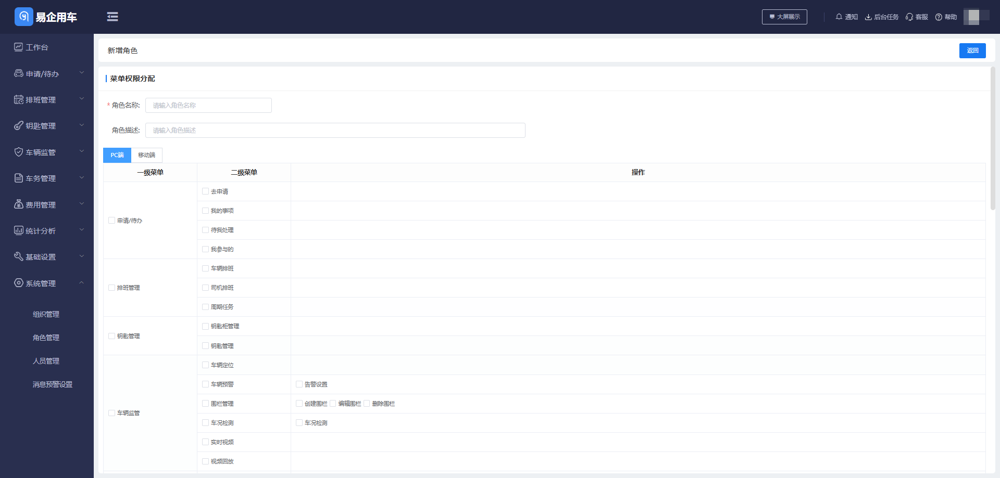 易企用车
大屏展示
通知
后台任务
客服
帮助
工作台
申请/待办
排班管理
钥匙管理
车辆监管
车务管理
费用管理
统计分析
基础设置
系统管理
组织管理
角色管理
人员管理
消息预警设置
新增角色
返回
菜单权限分配
* 角色名称: 请输入角色名称
角色描述: 请输入角色描述
PC端 移动端
一级菜单 二级菜单 操作
申请/待办
去申请
我的事项
待我处理
我参与的
排班管理
车辆排班
司机排班
周期任务
钥匙管理
钥匙柜管理
钥匙管理
车辆监管
车辆定位
车辆预警 告警设置
围栏管理 创建围栏 编辑围栏 删除围栏
车况检测 车况检测
实时视频
视频回放